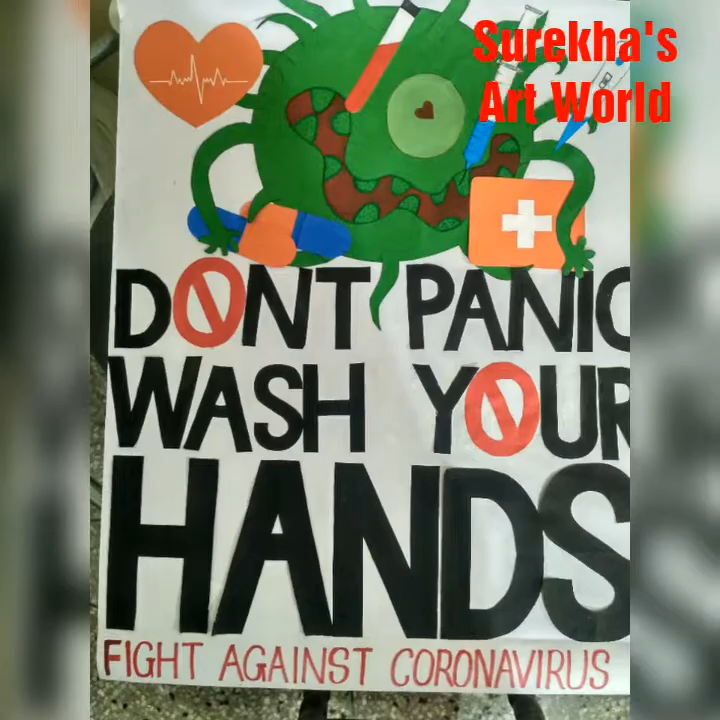 Surekha's
Art World
DONT PANIC
WASH YOUR
HANDS
FIGHT AGAINST CORONAVIRUS